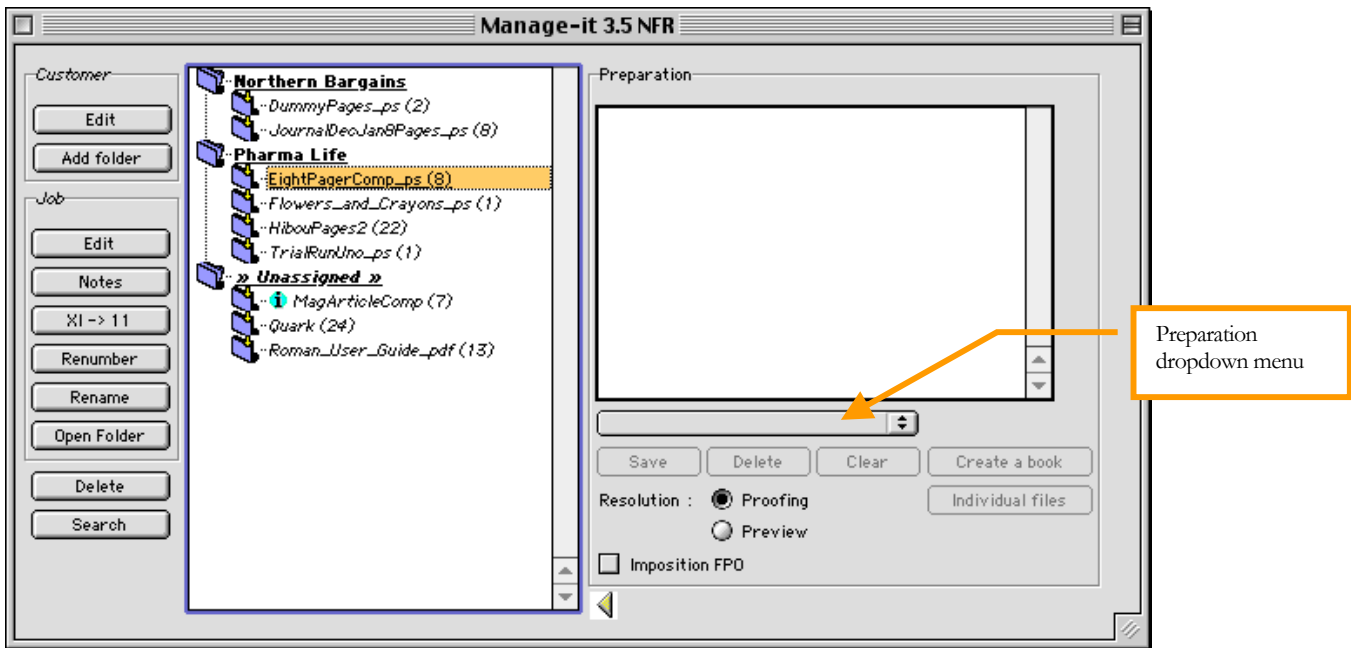 Manage-it 3.5 NFR
Customer
Edit
Add folder
Job
Edit
Notes
XI -> 11
Renumber
Rename
Open Folder
Delete
Search
Northern Bargains
DummyPages_ps (2)
JournalDecJan8Pages_ps (8)
Pharma Life
EightPagerComp_ps (8)
Flowers_and_Crayons_ps (1)
HibouPages2 (22)
TrialRunUno_ps (1)
» Unassigned »
i MagArticleComp (7)
Quark (24)
Roman_User_Guide_pdf (13)
Preparation
Save Delete Clear Create a book
Resolution : Proofing Individual files
Preview
Imposition FPO
Preparation
dropdown menu